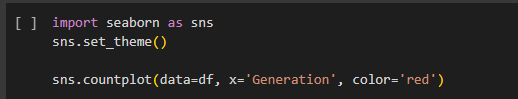 [ ] import seaborn as sns
sns.set_theme()
sns.countplot(data=df, x='Generation', color='red')